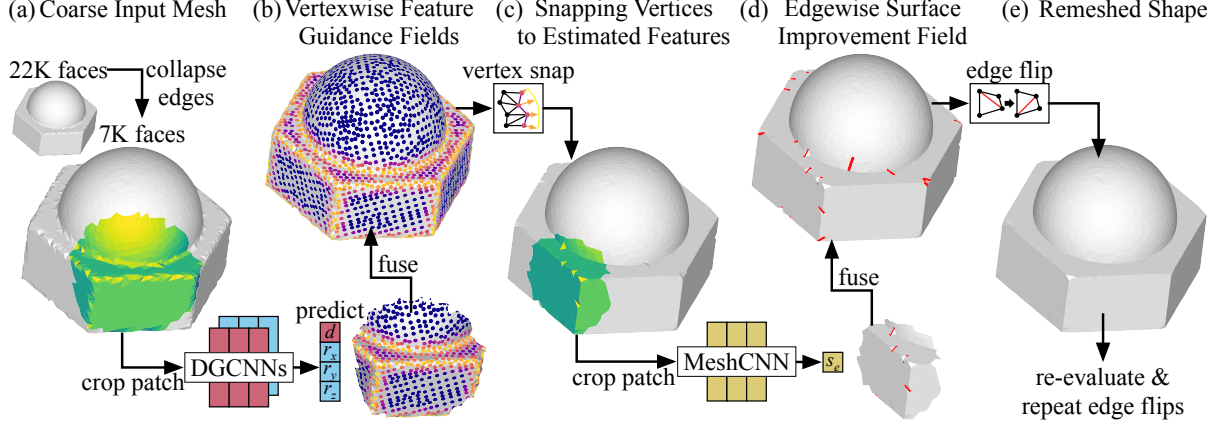 (a) Coarse Input Mesh
(b) Vertexwise Feature
Guidance Fields
(c) Snapping Vertices
to Estimated Features
(d) Edgewise Surface
Improvement Field
(e) Remeshed Shape
22K faces
collapse
edges
7K faces
vertex snap
edge flip
fuse
fuse
crop patch
DGCNNs
predict
d
r_x
r_y
r_z
crop patch
MeshCNN
s_e
re-evaluate &
repeat edge flips